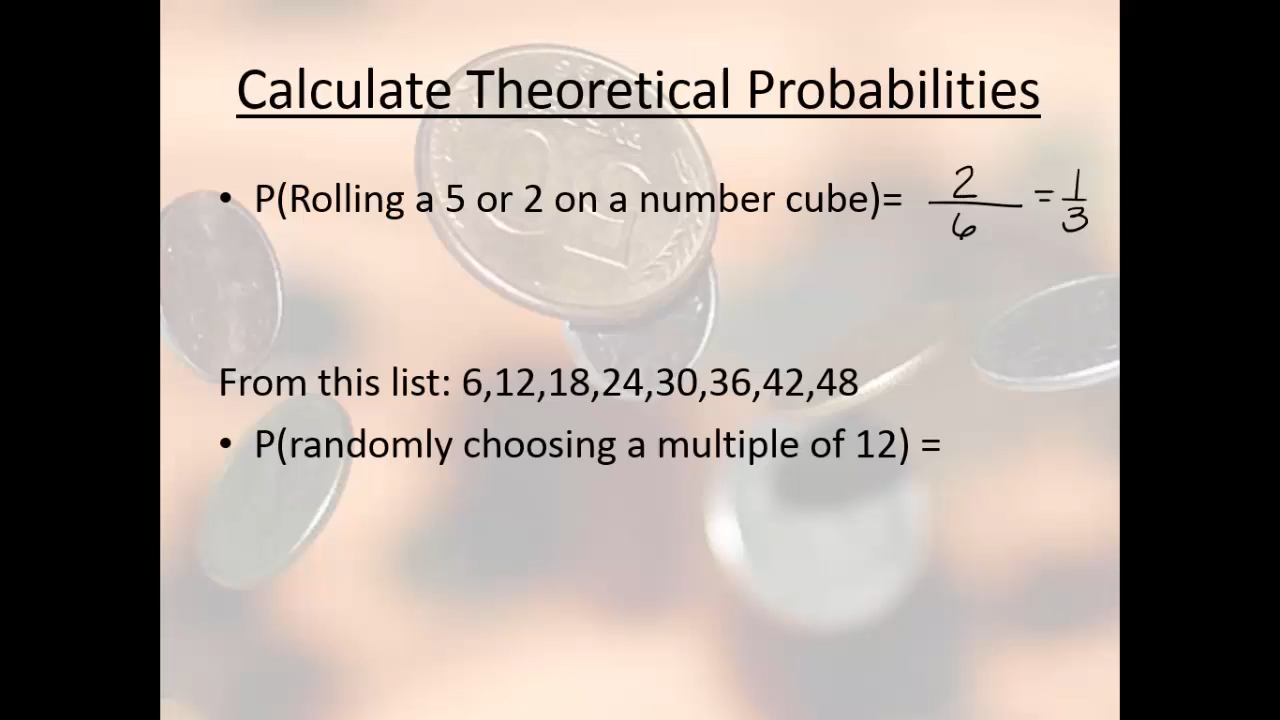 Calculate Theoretical Probabilities
• P(Rolling a 5 or 2 on a number cube)= 2/6 = 1/3
From this list: 6,12,18,24,30,36,42,48
• P(randomly choosing a multiple of 12) =